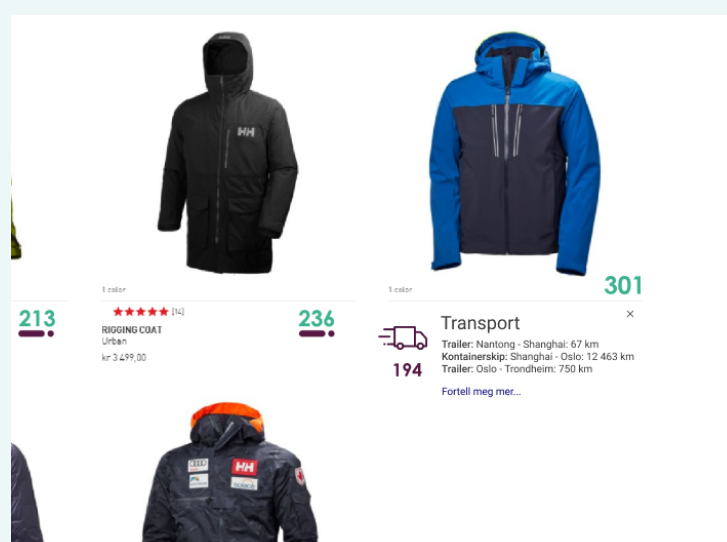 HH
1 color
1 color
301
213
[14]
236
RIGGING COAT
Urban
kr 3 499,00
Transport
×
Trailer: Nantong - Shanghai: 67 km
Kontainerskip: Shanghai - Oslo: 12 463 km
Trailer: Oslo - Trondheim: 750 km
194
Fortell meg mer...
HH